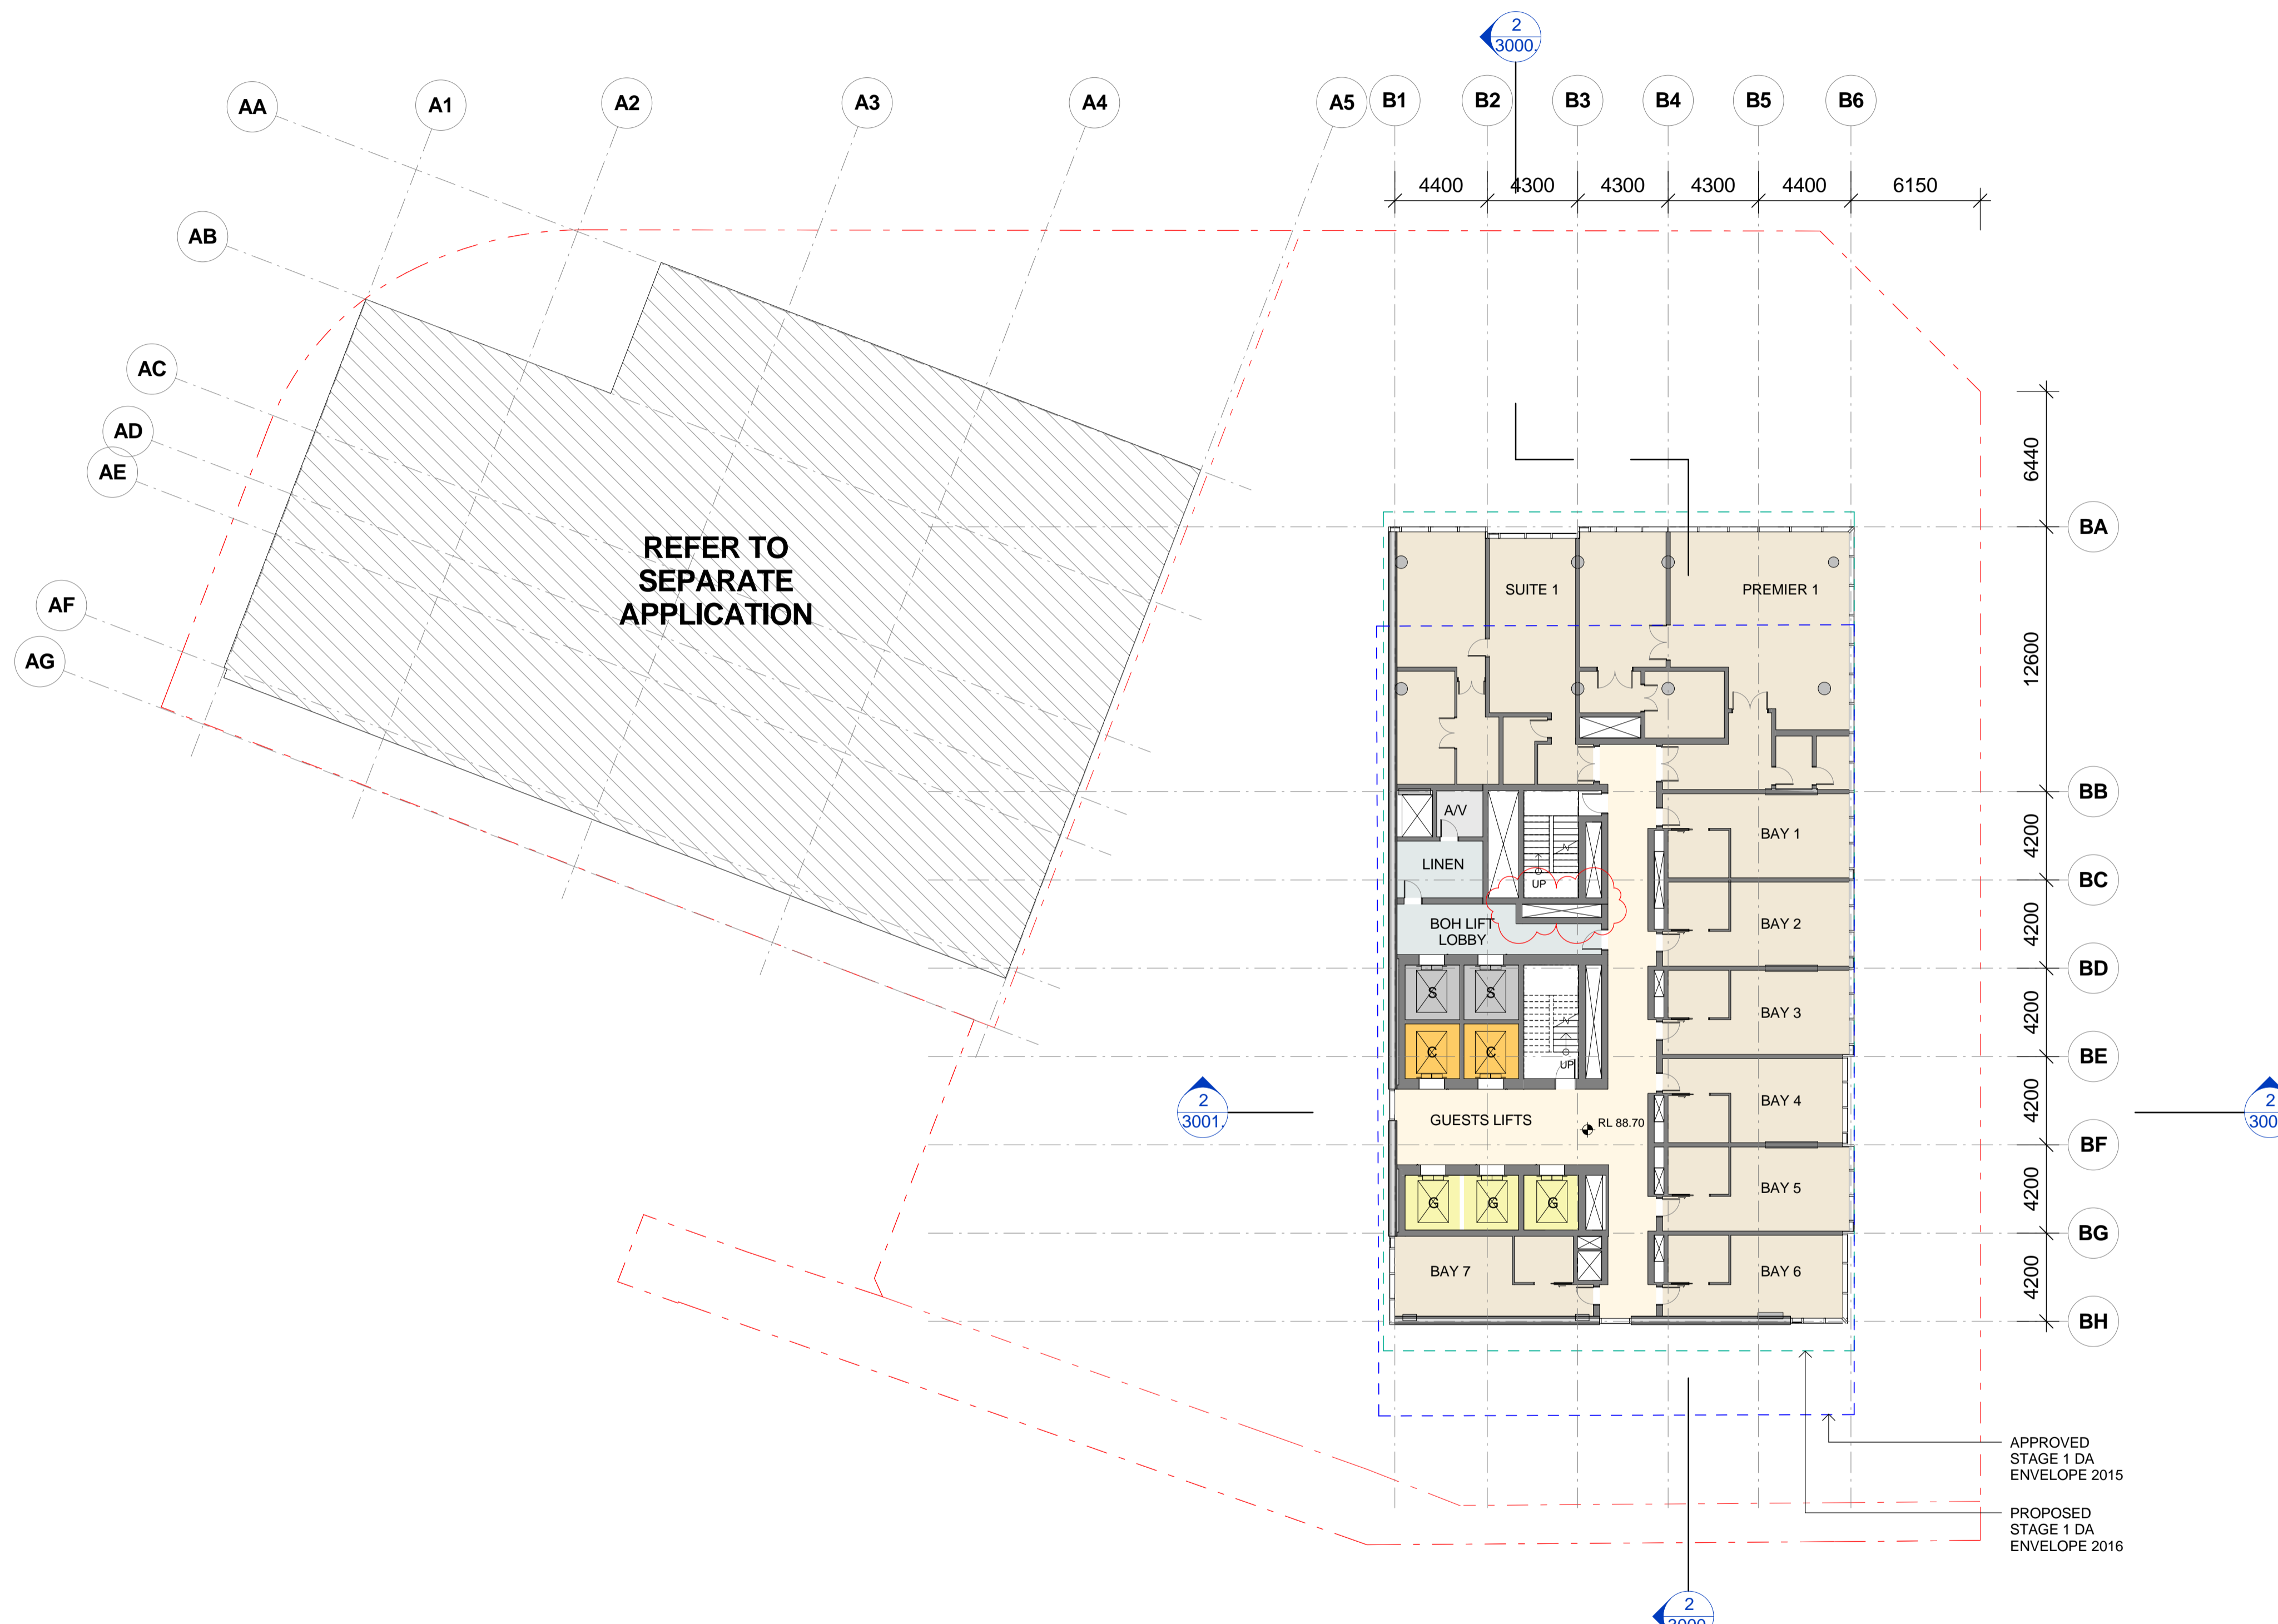 2
3000.
AA
A1
A2
A3
A4
A5
B1
B2
B3
B4
B5
B6
4400
4300
4300
4300
4400
6150
AB
AC
AD
AE
AF
AG
REFER TO
SEPARATE
APPLICATION
6440
BA
12600
BB
4200
BC
4200
BD
4200
BE
4200
BF
4200
BG
4200
BH
SUITE 1
PREMIER 1
A/V
LINEN
UP
BOH LIFT
LOBBY
BAY 1
BAY 2
BAY 3
BAY 4
BAY 5
BAY 6
BAY 7
S
S
C
C
UP
GUESTS LIFTS
RL 88.70
G
G
G
2
3001.
2
300
APPROVED
STAGE 1 DA
ENVELOPE 2015
PROPOSED
STAGE 1 DA
ENVELOPE 2016
2
3000